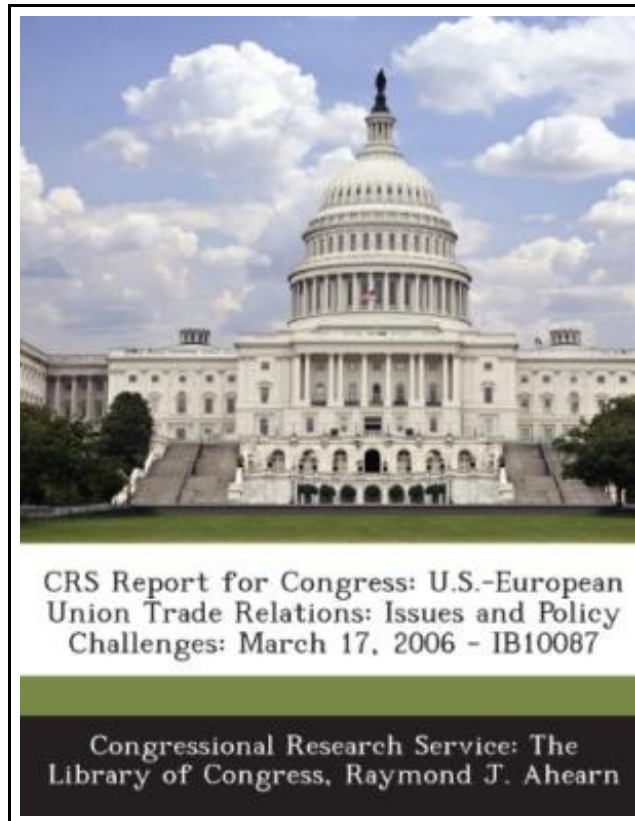 CRS Report for Congress: U.S.-European
Union Trade Relations: Issues and Policy
Challenges: March 17, 2006 - IB10087
Congressional Research Service: The
Library of Congress, Raymond J. Ahearn